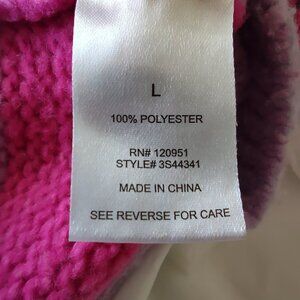 L
100% POLYESTER
RN# 120951
STYLE# 3S44341
MADE IN CHINA
SEE REVERSE FOR CARE